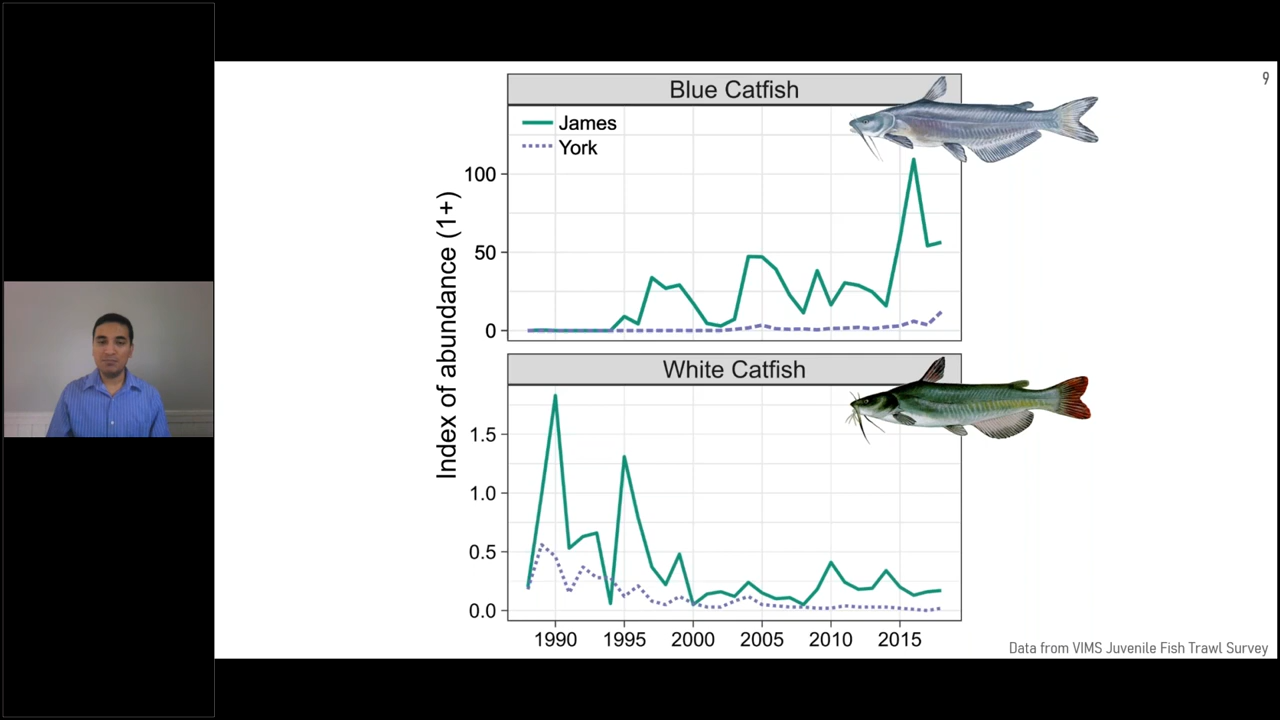 9
Blue Catfish
James
York
100
50
0
Index of abundance (1+)
White Catfish
1.5
1.0
0.5
0.0
1990 1995 2000 2005 2010 2015
Data from VIMS Juvenile Fish Trawl Survey